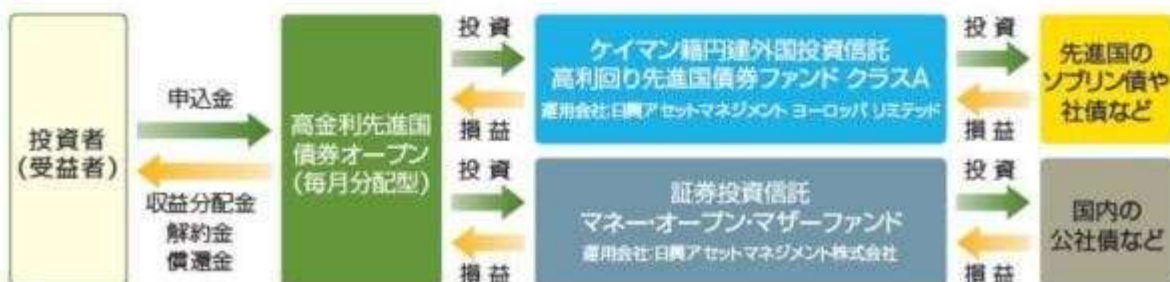 投資者
(受益者)
申込金
収益分配金
解約金
償還金
高金利先進国
債券オープン
(毎月分配型)
投資
損益
投資
損益
ケイマン籍円建外国投資信託
高利回り先進国債券ファンド クラスA
運用会社:日興アセットマネジメント ヨーロッパ リミテッド
証券投資信託
マネー・オープン・マザーファンド
運用会社:日興アセットマネジメント株式会社
投資
損益
投資
損益
先進国の
ソブリン債や
社債など
国内の
公社債など